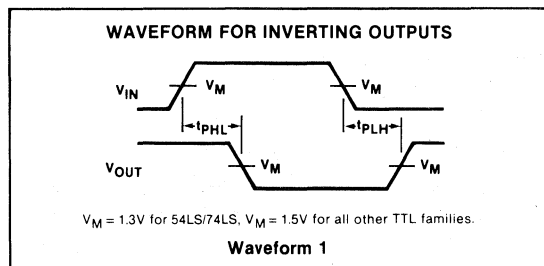 WAVEFORM FOR INVERTING OUTPUTS
VIN
VM
VM
tPHL
tPLH
VOUT
VM
VM
VM = 1.3V for 54LS/74LS, VM = 1.5V for all other TTL families.
Waveform 1